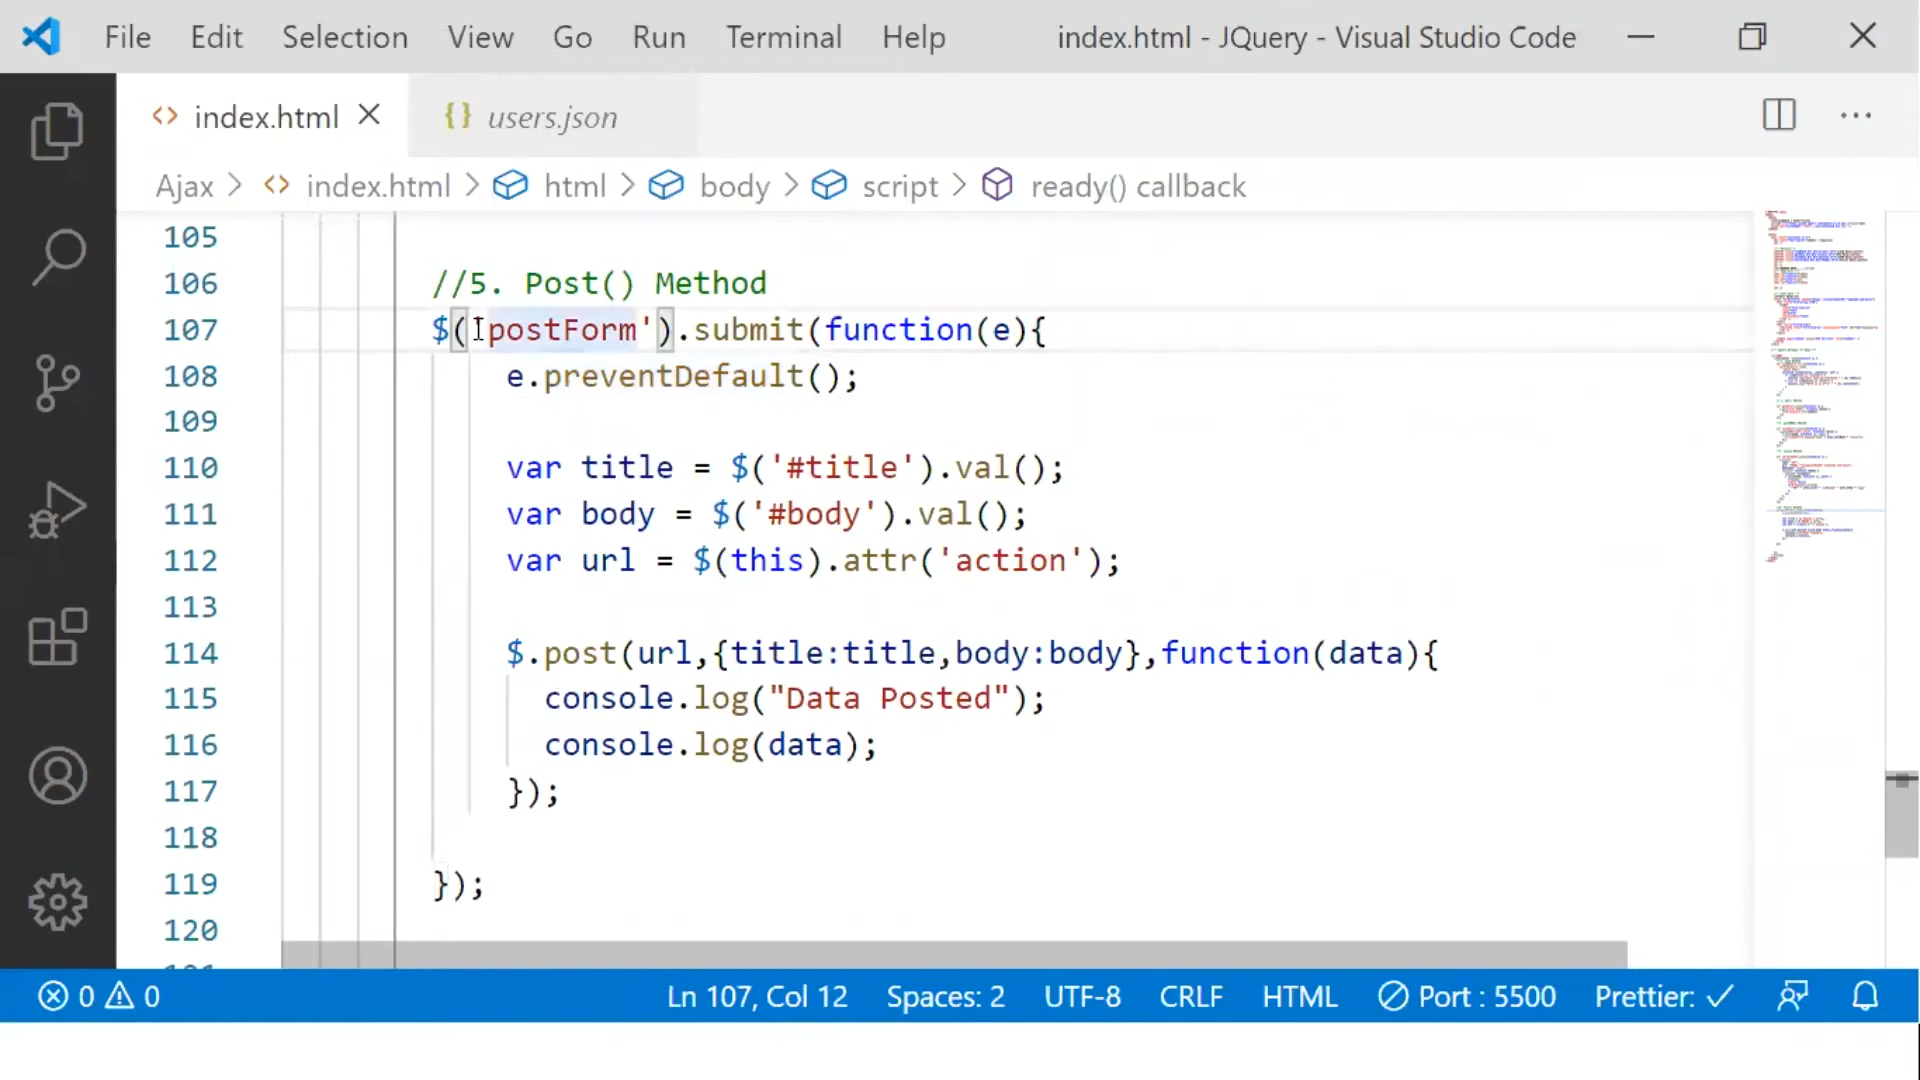 File Edit Selection View Go Run Terminal Help index.html - JQuery - Visual Studio Code
index.html users.json
Ajax > index.html > html > body > script > ready() callback
105
106 //5. Post() Method
107 $('postForm').submit(function(e){
108 e.preventDefault();
109
110 var title = $('#title').val();
111 var body = $('#body').val();
112 var url = $(this).attr('action');
113
114 $.post(url,{title:title,body:body},function(data){
115 console.log("Data Posted");
116 console.log(data);
117 });
118
119 });
120
0 0 Ln 107, Col 12 Spaces: 2 UTF-8 CRLF HTML Port : 5500 Prettier: ✓